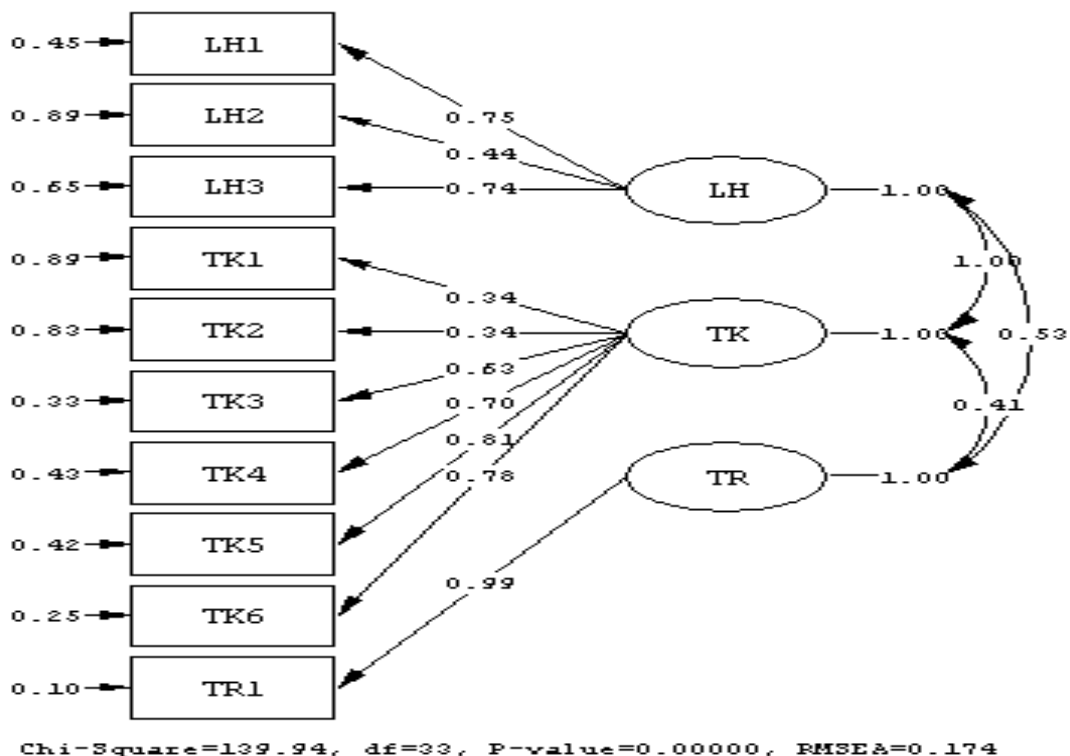 0.45 LH1
0.75
0.89 LH2
0.44
0.65 LH3 0.74 LH 1.00
0.89 TK1 1.00
0.34
0.83 TK2 0.34 TK 1.00 0.53
0.63
0.33 TK3 0.70 0.41
0.81
0.43 TK4 0.78 TR 1.00
0.42 TK5
0.99
0.25 TK6
0.10 TR1
Chi-Square=139.94, df=33, P-value=0.00000, RMSEA=0.174